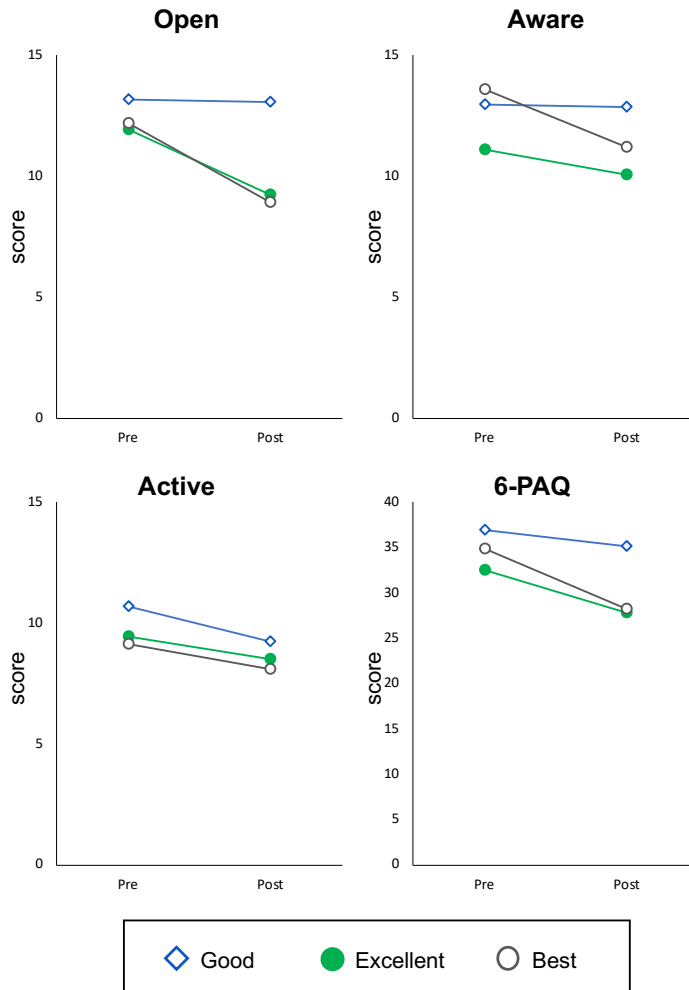 Open
15
10
5
0
score
Pre
Post
Aware
15
10
5
0
score
Pre
Post
Active
15
10
5
0
score
Pre
Post
6-PAQ
40
35
30
25
20
15
10
5
0
score
Pre
Post
Good
Excellent
Best